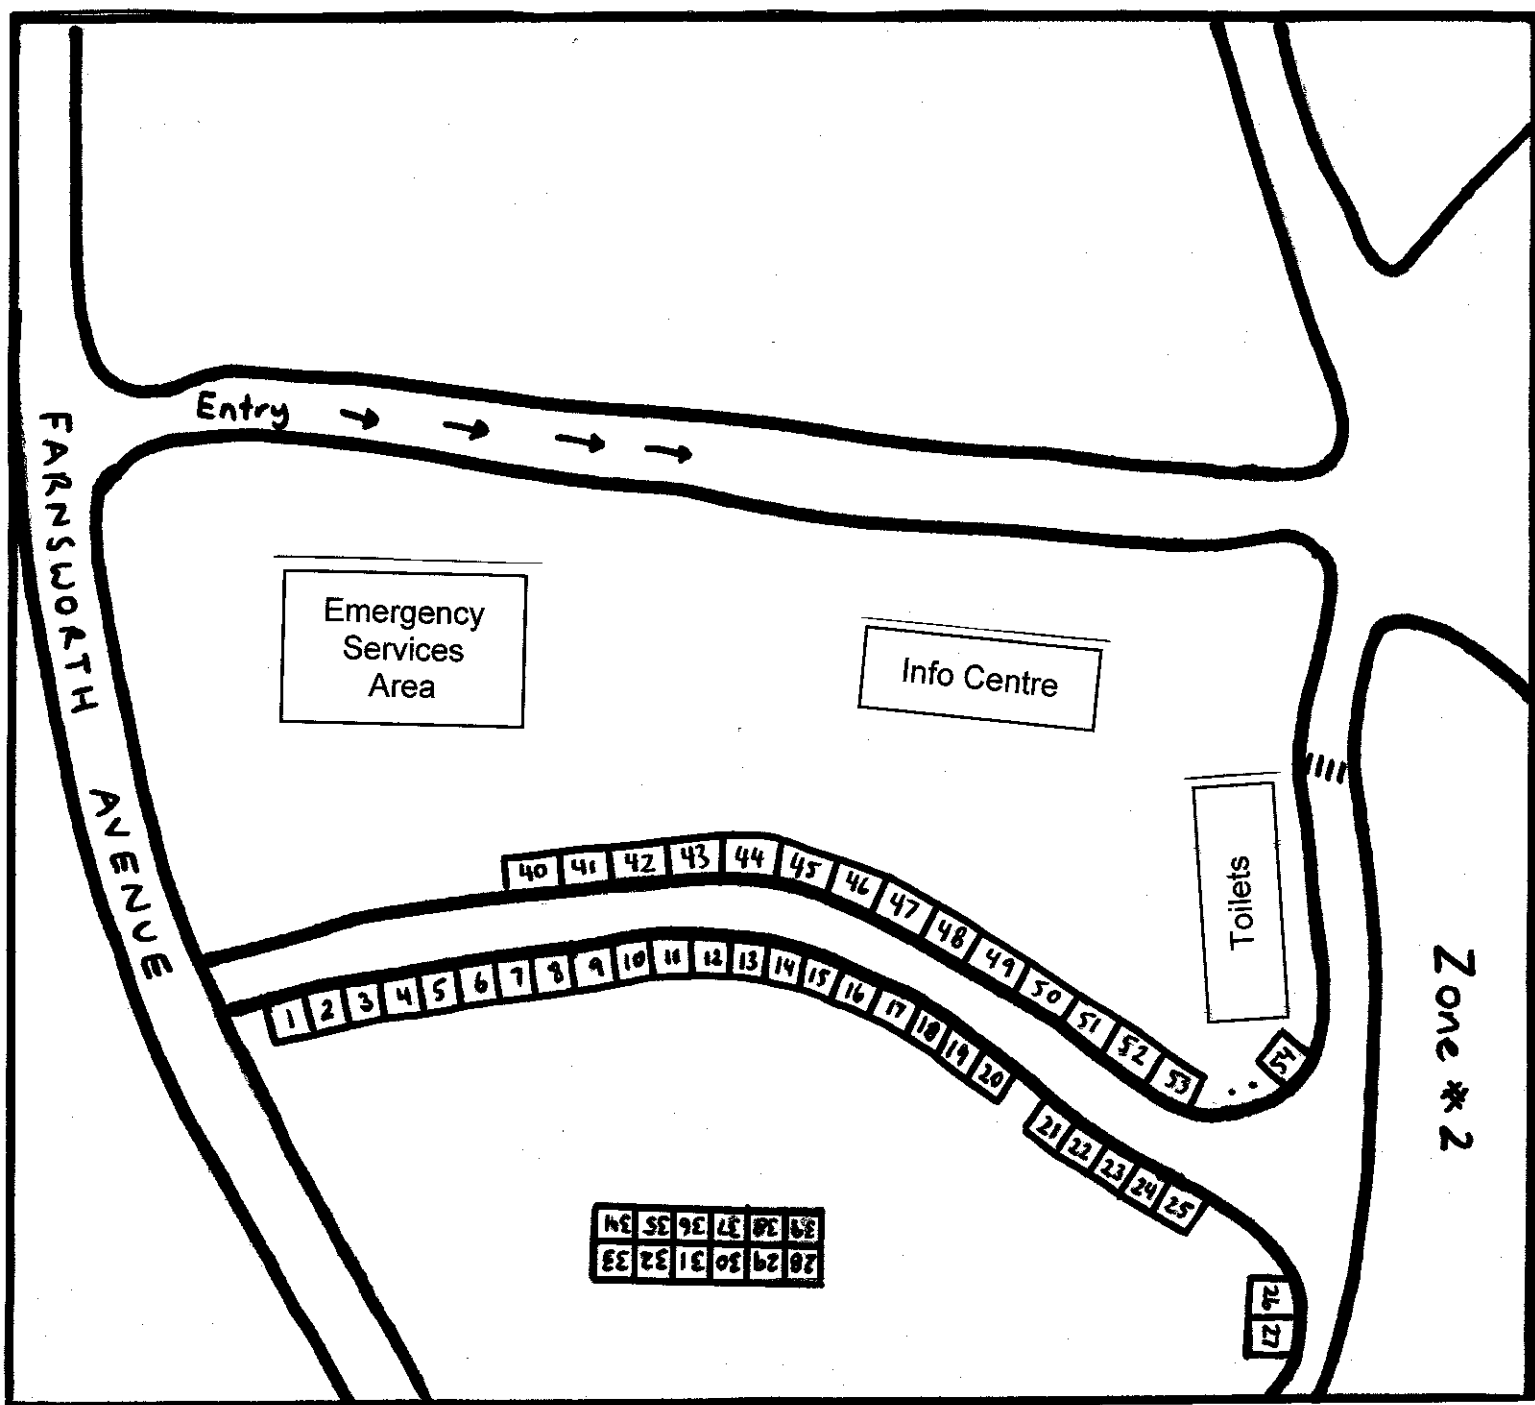 Entry
FARNSWORTH AVENUE
Emergency
Services
Area
Info Centre
Toilets
Zone * 2
40 41 42 43 44 45 46 47 48 49 50 51 52 53 54
1 2 3 4 5 6 7 8 9 10 11 12 13 14 15 16 17 18 19 20
21 22 23 24 25
34 35 36 37 38 39
33 32 31 30 29 28
26
27